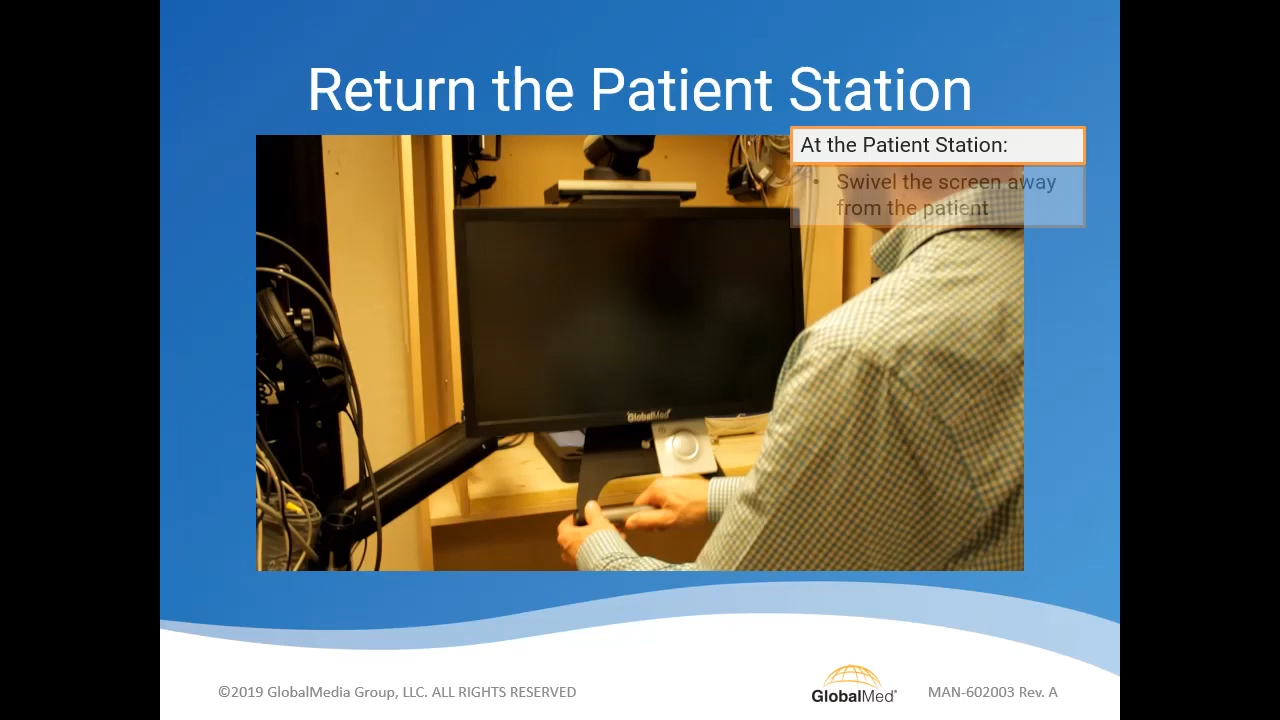 Return the Patient Station
At the Patient Station:
• Swivel the screen away
from the patient
GlobalMed
©2019 GlobalMedia Group, LLC. ALL RIGHTS RESERVED
GlobalMed®
MAN-602003 Rev. A